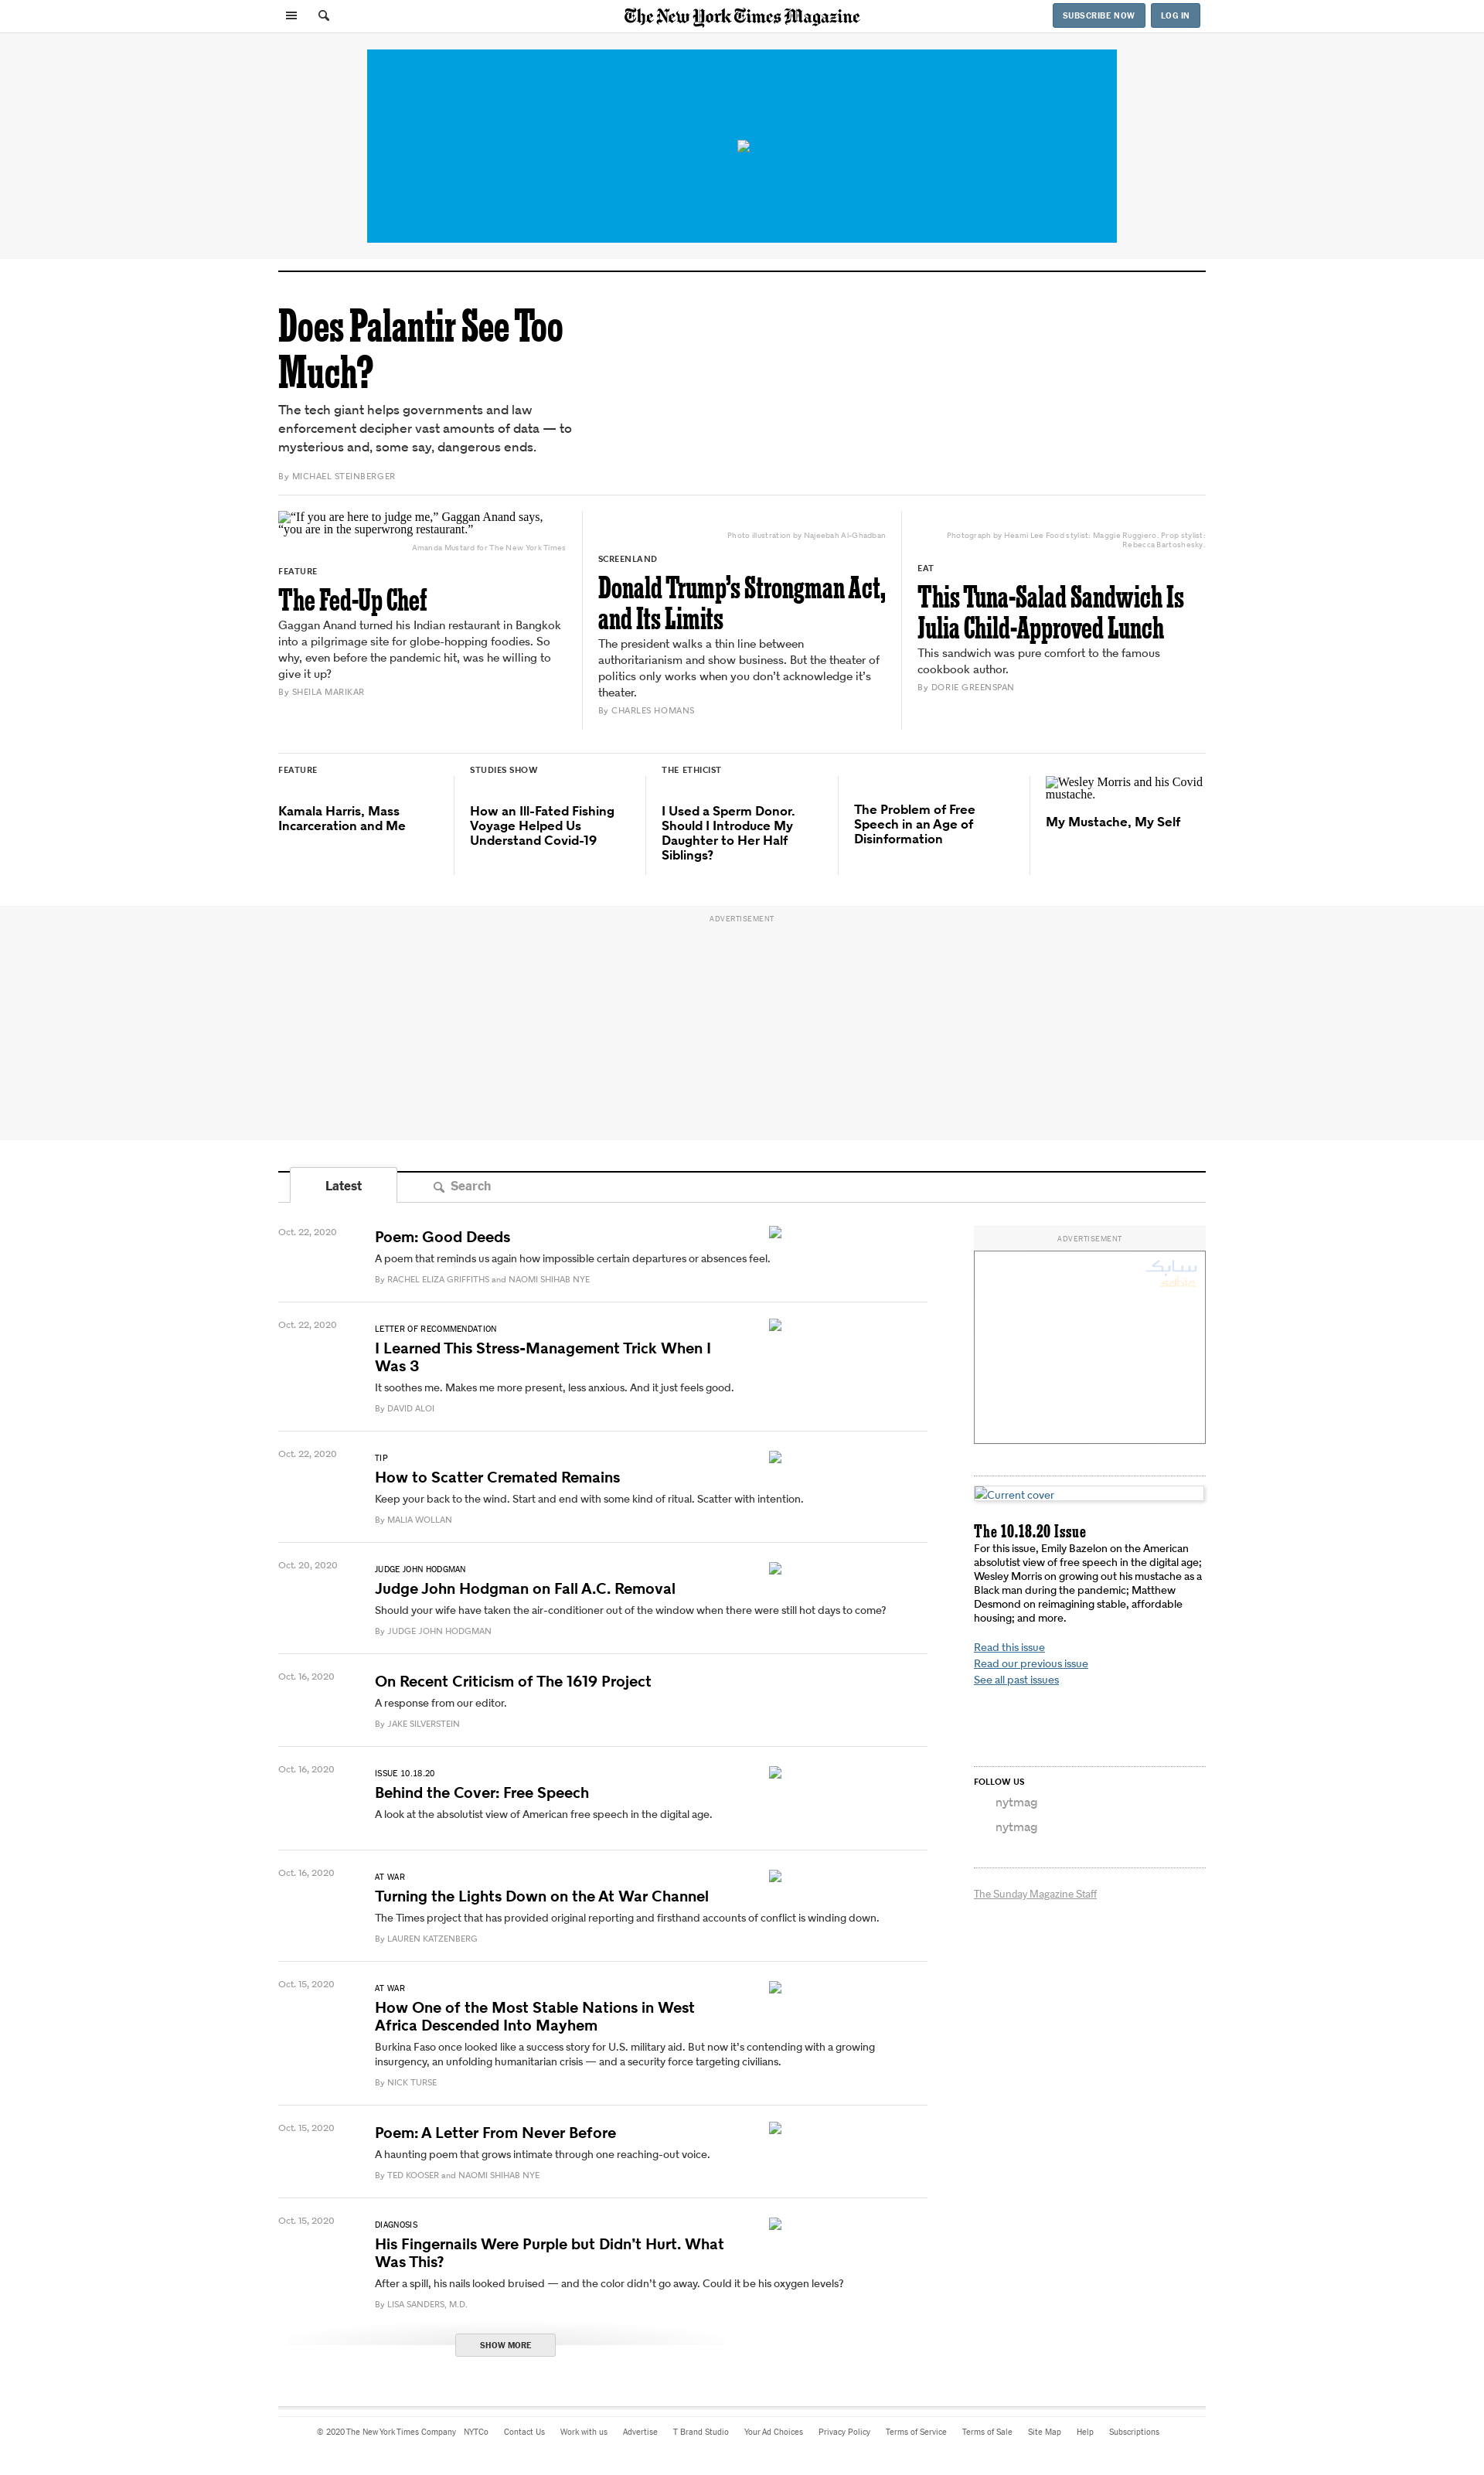 The New York Times Magazine
SUBSCRIBE NOW
LOG IN
Does Palantir See Too
Much?
The tech giant helps governments and law
enforcement decipher vast amounts of data — to
mysterious and, some say, dangerous ends.
By MICHAEL STEINBERGER
“If you are here to judge me,” Gaggan Anand says,
“you are in the superwrong restaurant.”
Amanda Mustard for The New York Times
FEATURE
The Fed-Up Chef
Gaggan Anand turned his Indian restaurant in Bangkok
into a pilgrimage site for globe-hopping foodies. So
why, even before the pandemic hit, was he willing to
give it up?
By SHEILA MARIKAR
Photo illustration by Najeebah Al-Ghadban
SCREENLAND
Donald Trump’s Strongman Act,
and Its Limits
The president walks a thin line between
authoritarianism and show business. But the theater of
politics only works when you don’t acknowledge it’s
theater.
By CHARLES HOMANS
Photograph by Heami Lee Food stylist: Maggie Ruggiero. Prop stylist:
Rebecca Bartoshesky.
EAT
This Tuna-Salad Sandwich Is
Julia Child-Approved Lunch
This sandwich was pure comfort to the famous
cookbook author.
By DORIE GREENSPAN
FEATURE
Kamala Harris, Mass
Incarceration and Me
STUDIES SHOW
How an Ill-Fated Fishing
Voyage Helped Us
Understand Covid-19
THE ETHICIST
I Used a Sperm Donor.
Should I Introduce My
Daughter to Her Half
Siblings?
The Problem of Free
Speech in an Age of
Disinformation
Wesley Morris and his Covid
mustache.
My Mustache, My Self
ADVERTISEMENT
Latest
Search
Oct. 22, 2020
Poem: Good Deeds
A poem that reminds us again how impossible certain departures or absences feel.
By RACHEL ELIZA GRIFFITHS and NAOMI SHIHAB NYE
Oct. 22, 2020
LETTER OF RECOMMENDATION
I Learned This Stress-Management Trick When I
Was 3
It soothes me. Makes me more present, less anxious. And it just feels good.
By DAVID ALOI
Oct. 22, 2020
TIP
How to Scatter Cremated Remains
Keep your back to the wind. Start and end with some kind of ritual. Scatter with intention.
By MALIA WOLLAN
Oct. 20, 2020
JUDGE JOHN HODGMAN
Judge John Hodgman on Fall A.C. Removal
Should your wife have taken the air-conditioner out of the window when there were still hot days to come?
By JUDGE JOHN HODGMAN
Oct. 16, 2020
On Recent Criticism of The 1619 Project
A response from our editor.
By JAKE SILVERSTEIN
Oct. 16, 2020
ISSUE 10.18.20
Behind the Cover: Free Speech
A look at the absolutist view of American free speech in the digital age.
Oct. 16, 2020
AT WAR
Turning the Lights Down on the At War Channel
The Times project that has provided original reporting and firsthand accounts of conflict is winding down.
By LAUREN KATZENBERG
Oct. 15, 2020
AT WAR
How One of the Most Stable Nations in West
Africa Descended Into Mayhem
Burkina Faso once looked like a success story for U.S. military aid. But now it’s contending with a growing
insurgency, an unfolding humanitarian crisis — and a security force targeting civilians.
By NICK TURSE
Oct. 15, 2020
Poem: A Letter From Never Before
A haunting poem that grows intimate through one reaching-out voice.
By TED KOOSER and NAOMI SHIHAB NYE
Oct. 15, 2020
DIAGNOSIS
His Fingernails Were Purple but Didn’t Hurt. What
Was This?
After a spill, his nails looked bruised — and the color didn’t go away. Could it be his oxygen levels?
By LISA SANDERS, M.D.
SHOW MORE
ADVERTISEMENT
سابک
sabic
Current cover
The 10.18.20 Issue
For this issue, Emily Bazelon on the American
absolutist view of free speech in the digital age;
Wesley Morris on growing out his mustache as a
Black man during the pandemic; Matthew
Desmond on reimagining stable, affordable
housing; and more.
Read this issue
Read our previous issue
See all past issues
FOLLOW US
nytmag
nytmag
The Sunday Magazine Staff
© 2020 The New York Times Company NYTCo Contact Us Work with us Advertise T Brand Studio Your Ad Choices Privacy Policy Terms of Service Terms of Sale Site Map Help Subscriptions